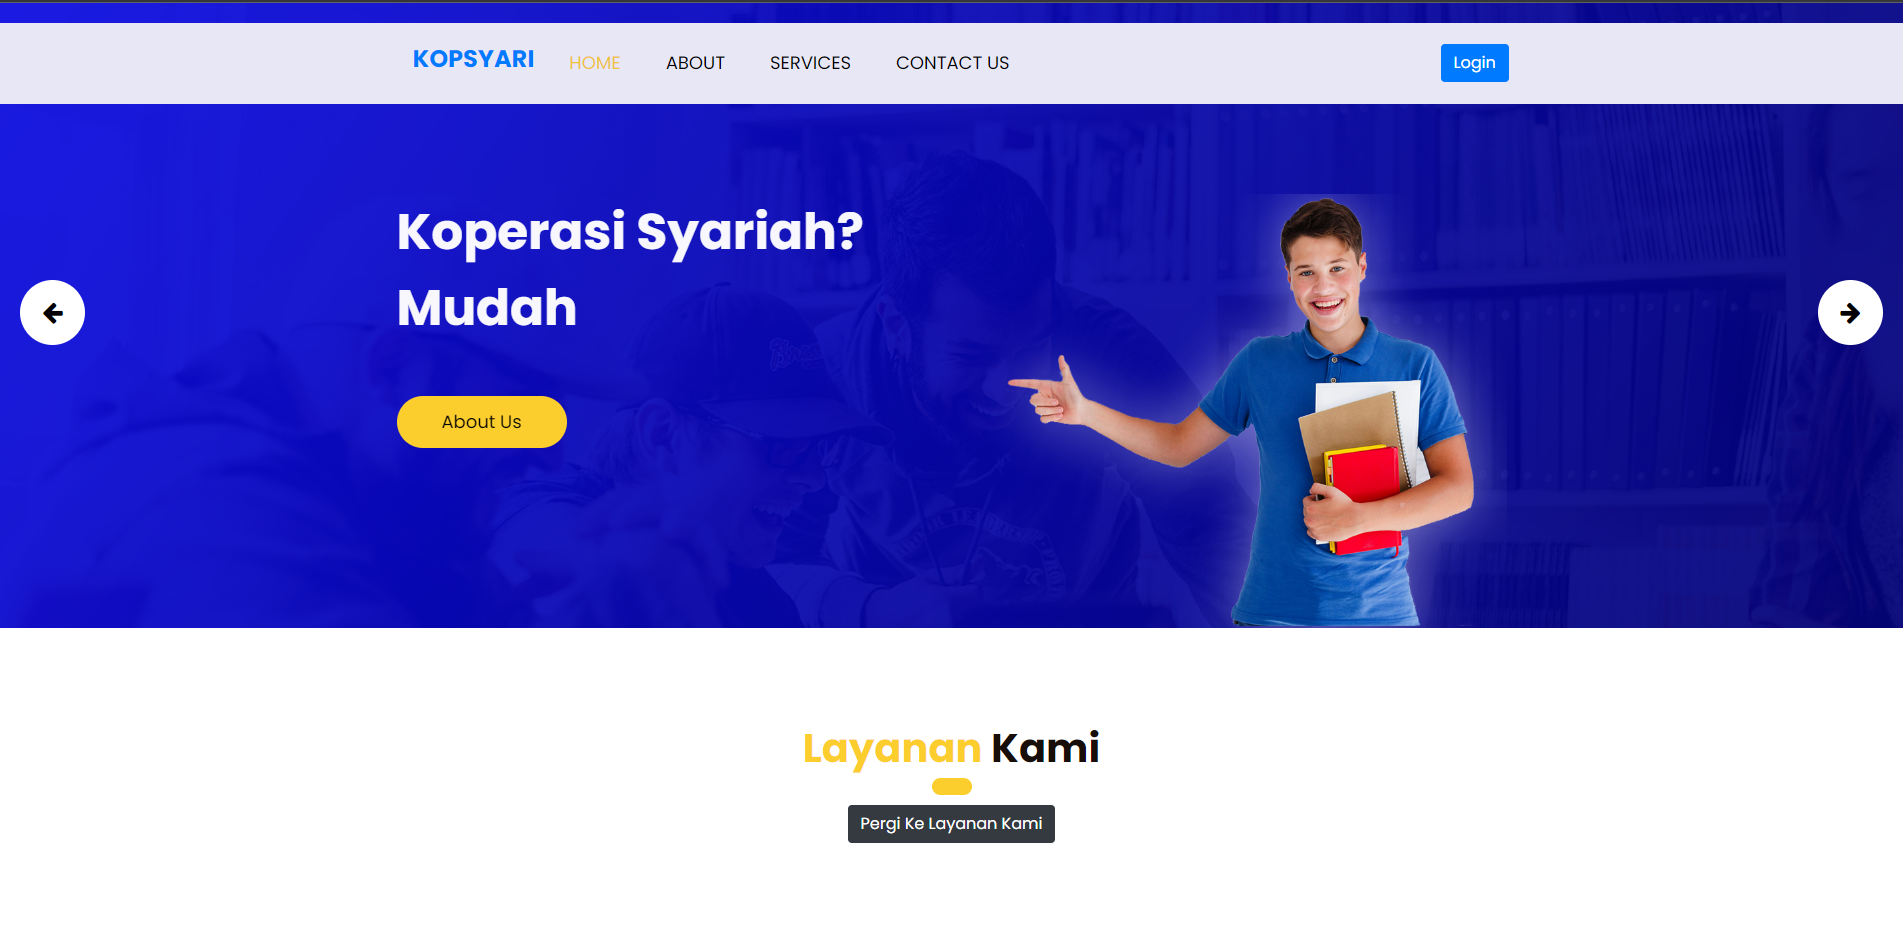 KOPSYARI HOME ABOUT SERVICES CONTACT US Login
Koperasi Syariah?
Mudah
About Us
Layanan Kami
Pergi Ke Layanan Kami